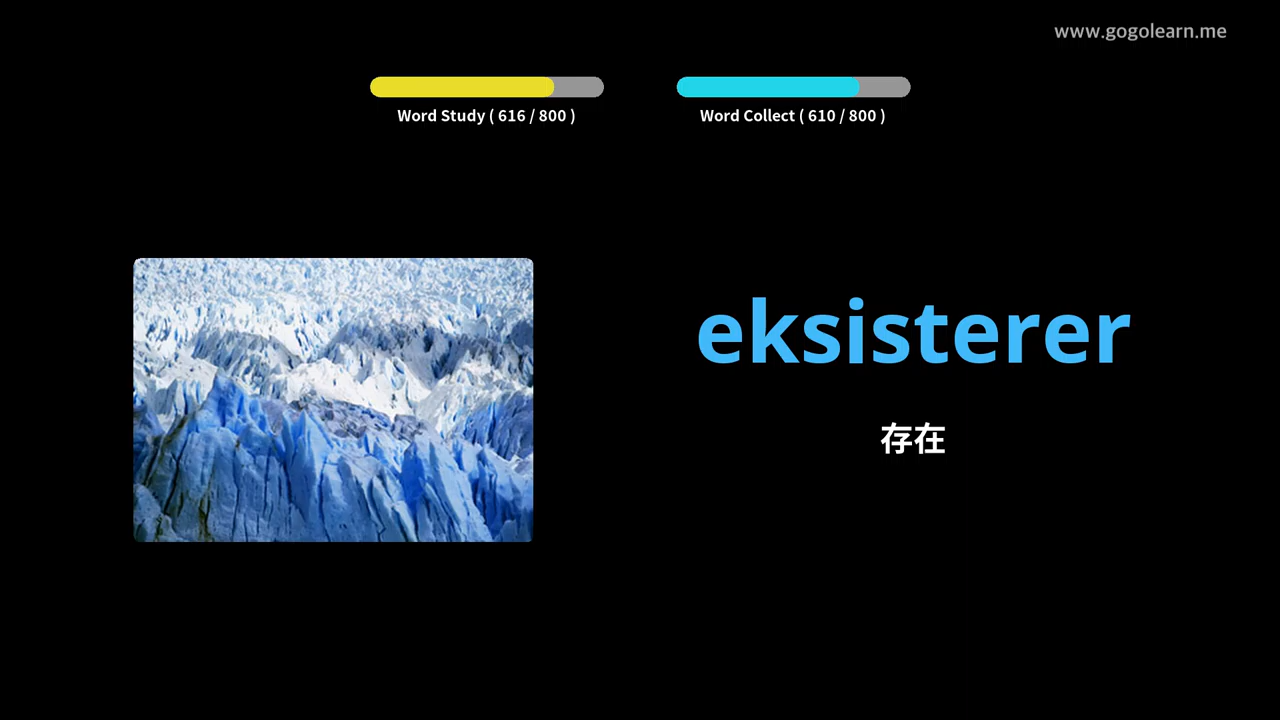 www.gogolearn.me
Word Study ( 616 / 800 )
Word Collect ( 610 / 800 )
eksisterer
存在